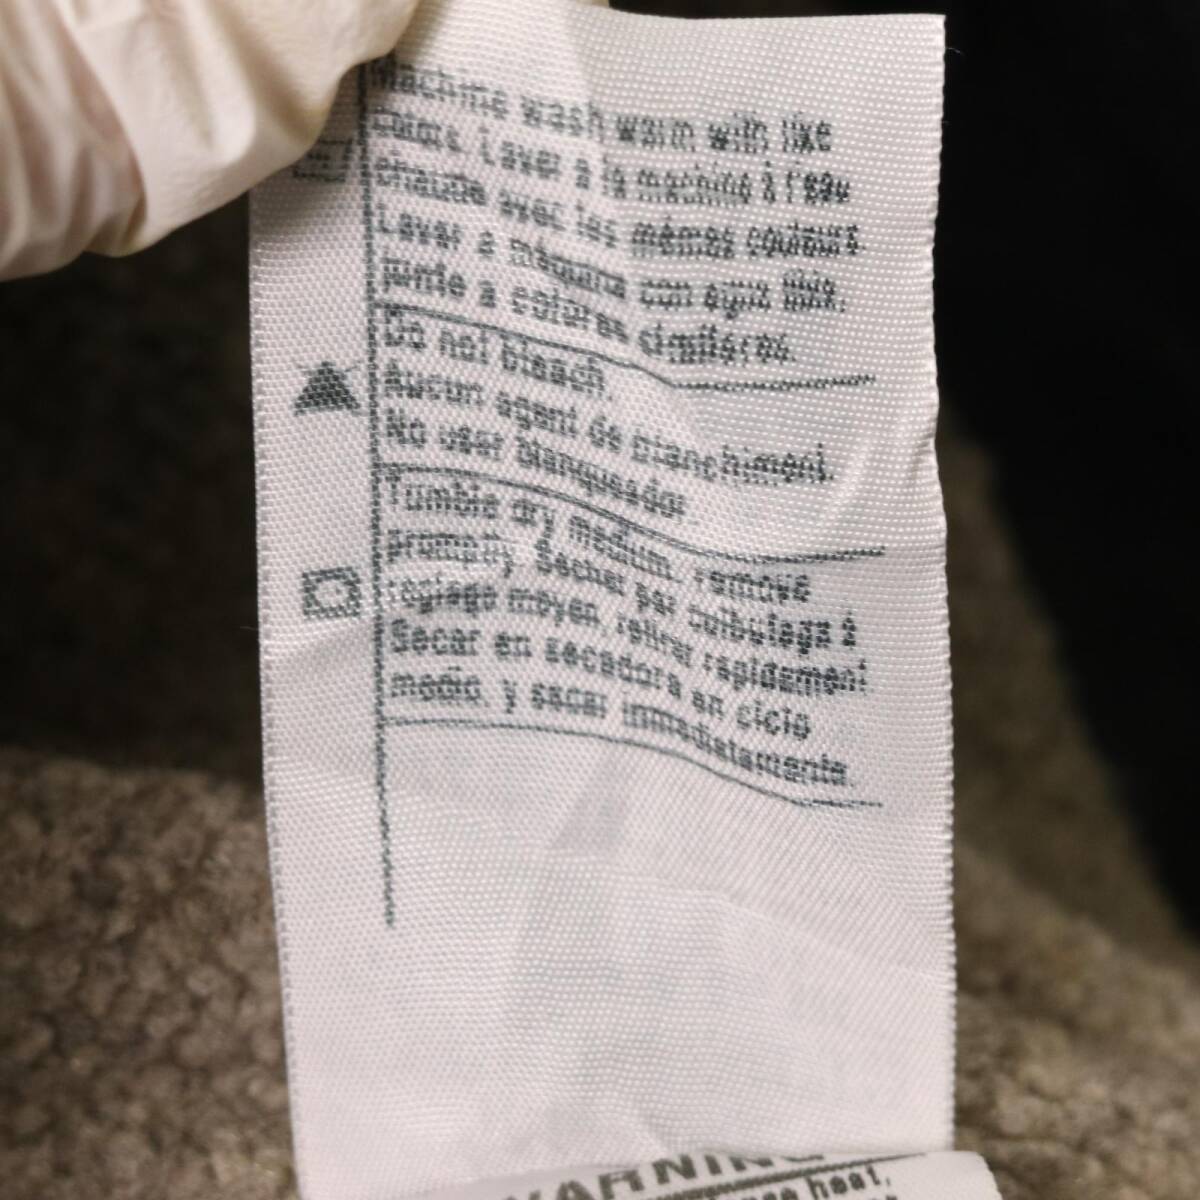 Machine wash warm with like
colors. Laver à la machine à l'eau
chaude avec les mêmes couleurs
Lavar a máquina con agua tibia,
junte a colores similares.
Do not bleach.
Aucun agent de blanchiment.
No usar blanqueador.
Tumble dry medium, remove
promptly. Sécher par culbutage à
réglage moyen, retirer rapidement
Secar en secadora en ciclo
medio, y sacar inmediatamente.
WARNING
heat,